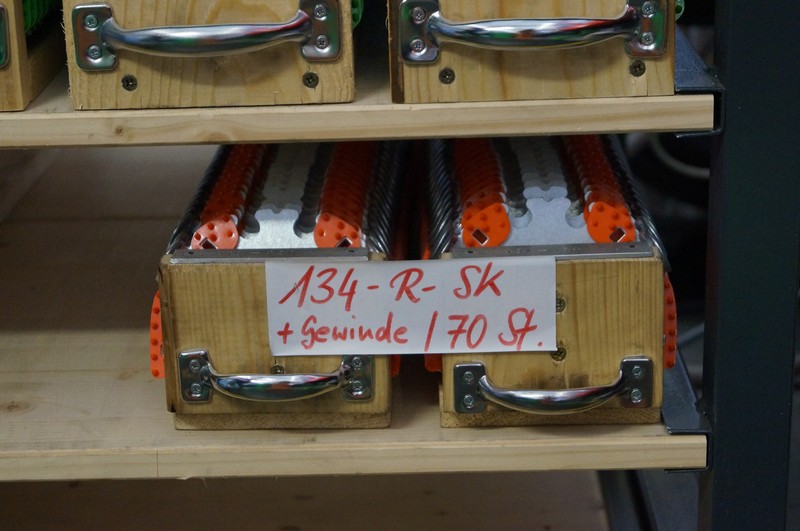 134-R-SK
+ Gewinde / 70 St.